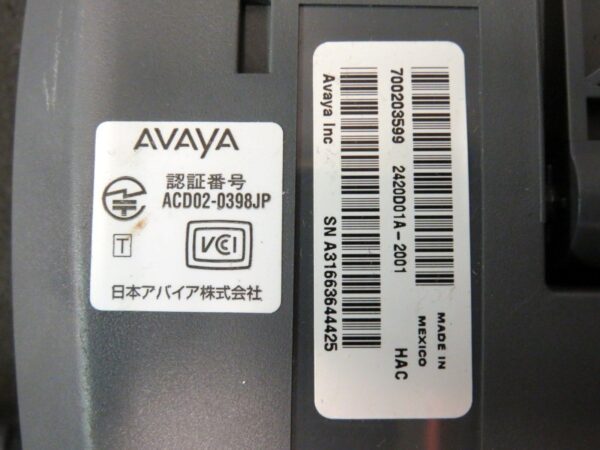 AVAYA
認証番号
ACD02-0398JP
T
VCCI
日本アバイア株式会社
700203599 2420D01A-2001
MADE IN
MEXICO
HAC
Avaya Inc
SN A31663644425